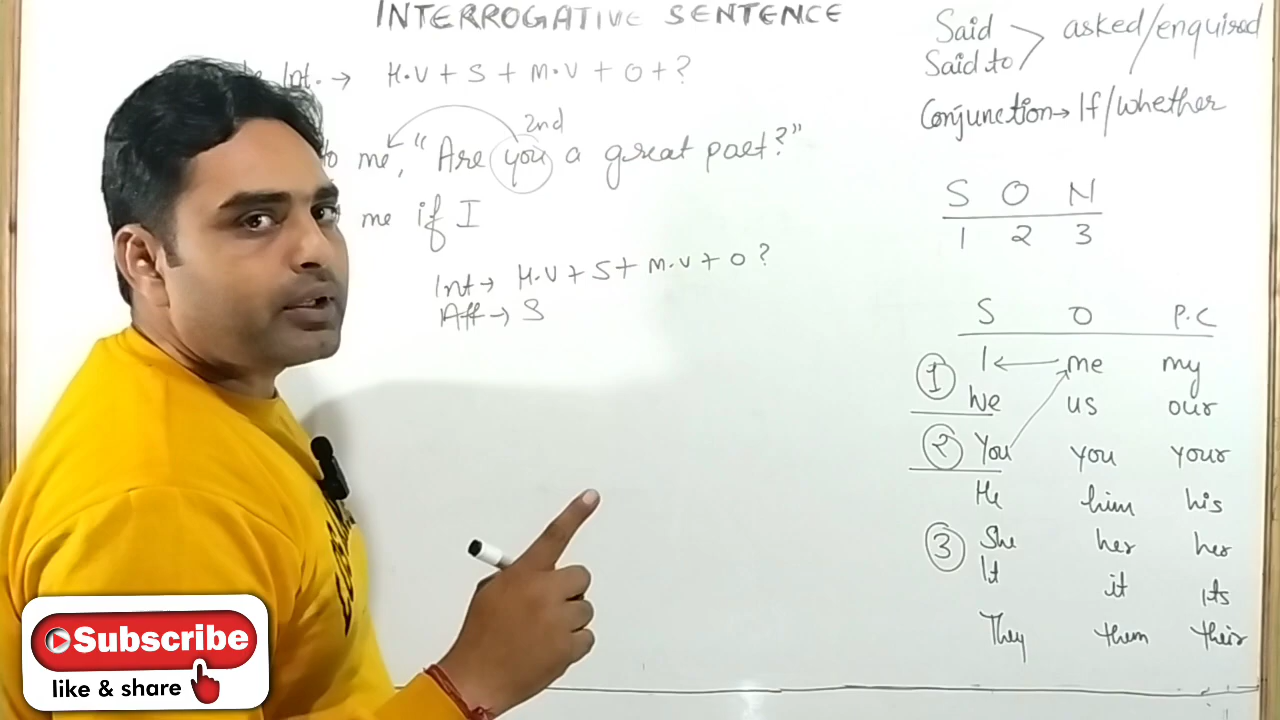 INTERROGATIVE SENTENCE
Int. → H.V + S + M.V + O + ?
2nd
to me, "Are you a great poet?"
me if I
Int → H.V + S + M.V + O ?
Aff → S
Said
Said to
asked/enquired
Conjunction → If/whether
S O N
1 2 3
S O P.C
1 I me my
We us our
2 You you your
He him his
3 She her her
It it its
They them their
Subscribe
like & share